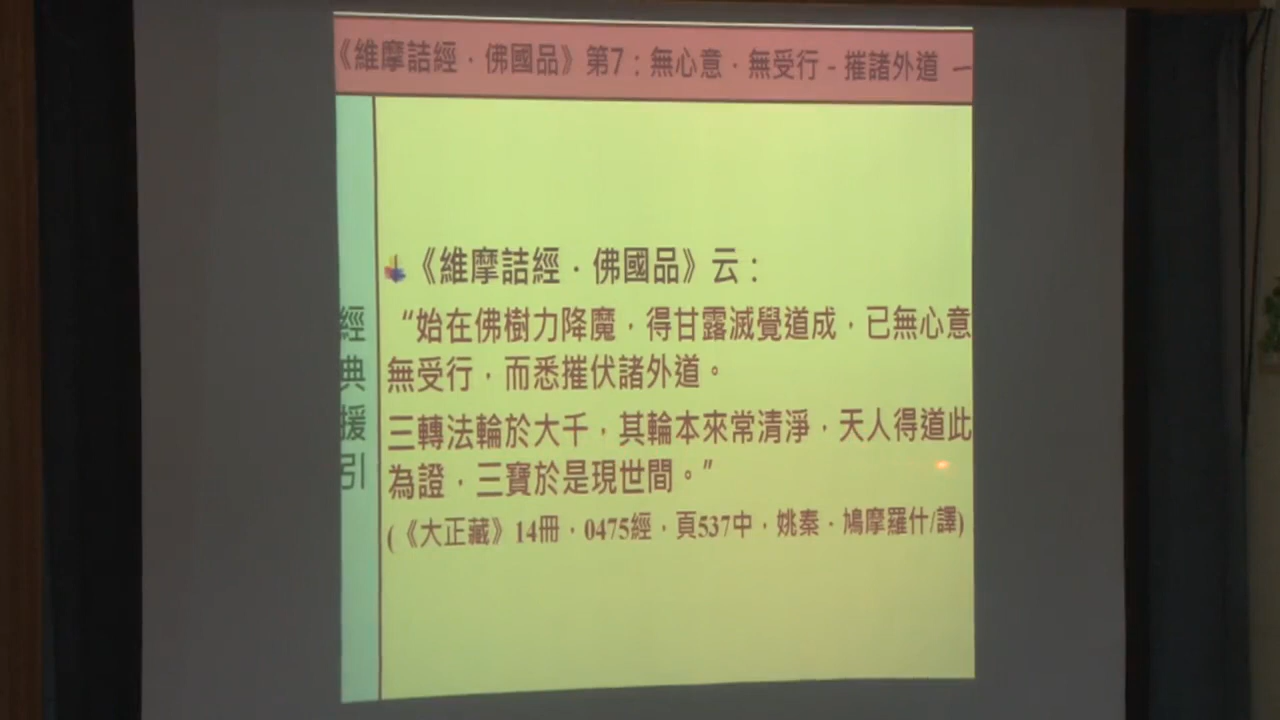 《維摩詰經．佛國品》第7：無心意．無受行－摧諸外道 一
經典援引
《維摩詰經．佛國品》云：
“始在佛樹力降魔，得甘露滅覺道成，已無心意
無受行，而悉摧伏諸外道。
三轉法輪於大千，其輪本來常清淨，天人得道此
為證，三寶於是現世間。”
(《大正藏》14冊，0475經，頁537中，姚秦．鳩摩羅什/譯)